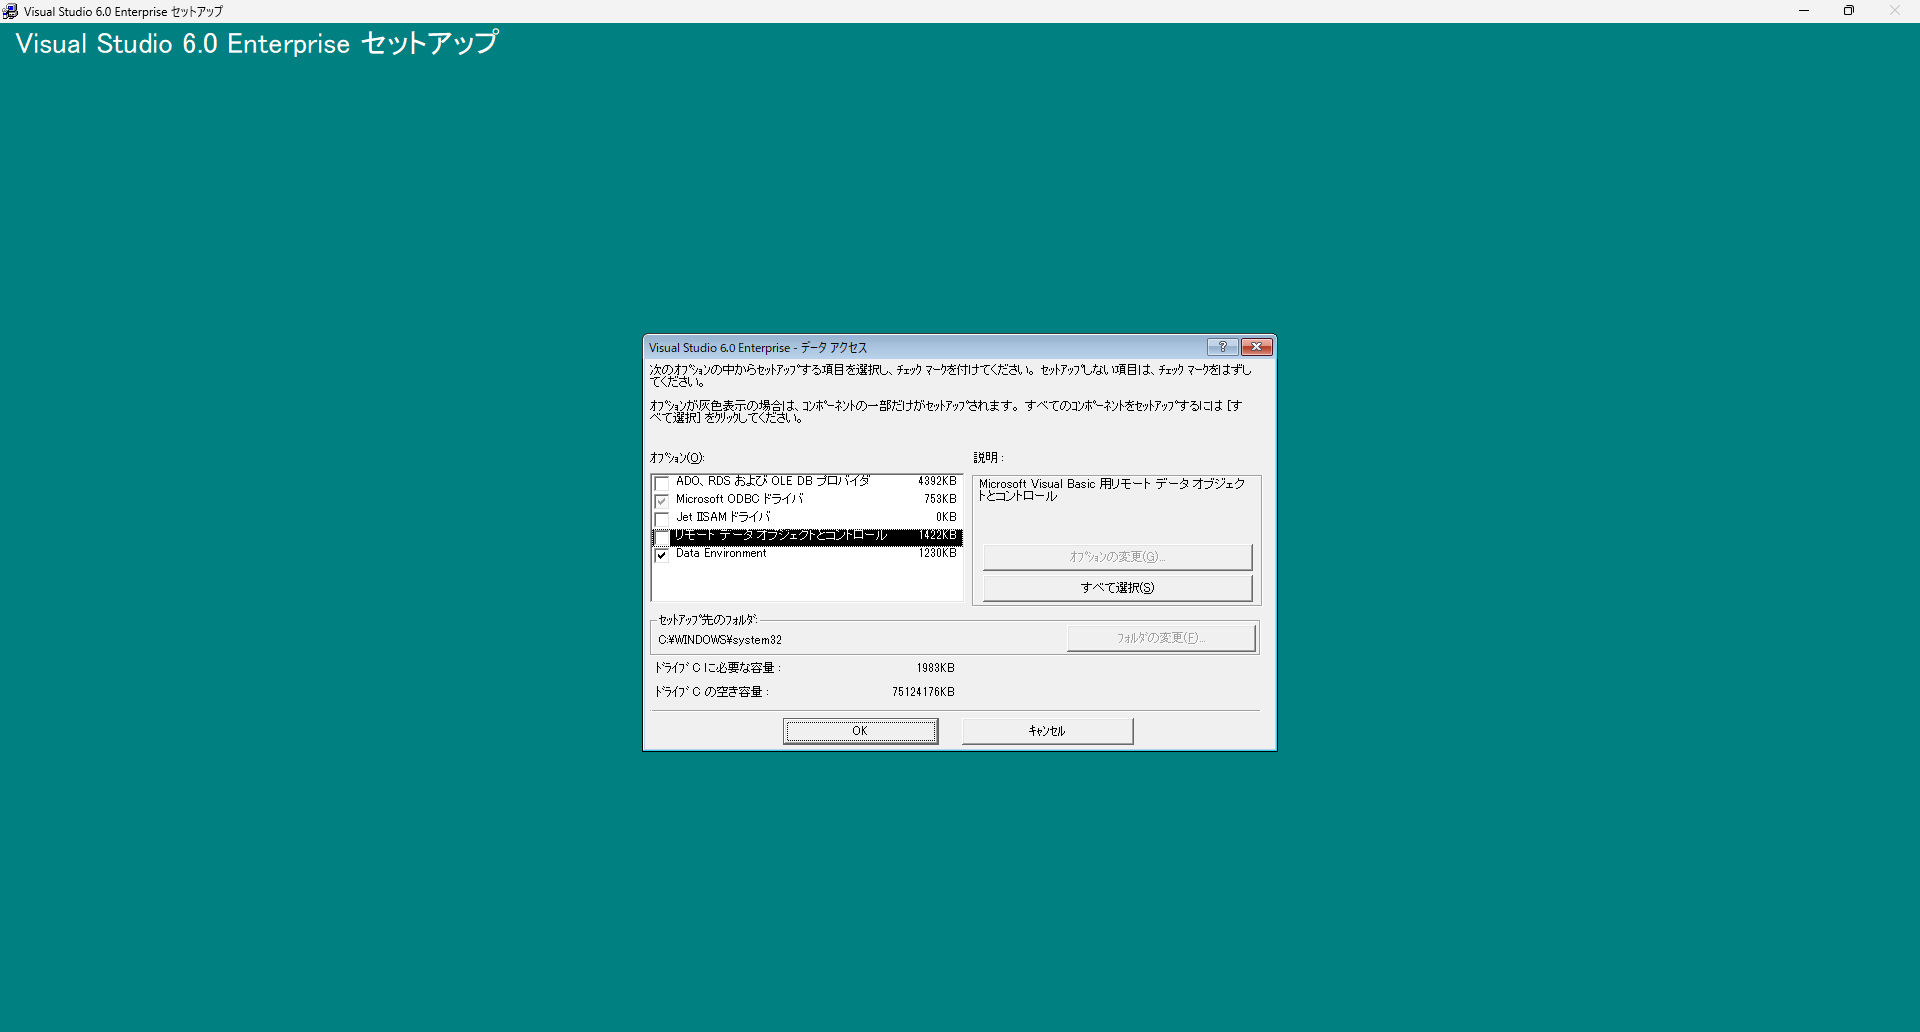 Visual Studio 6.0 Enterprise セットアップ
Visual Studio 6.0 Enterprise セットアップ
Visual Studio 6.0 Enterprise - データ アクセス
次のオプションの中からセットアップする項目を選択し、チェック マークを付けてください。セットアップしない項目は、チェック マークをはずし
てください。
オプションが灰色表示の場合は、コンポーネントの一部だけがセットアップされます。すべてのコンポーネントをセットアップするには [す
べて選択] をクリックしてください。
オプション(O):
説明 :
ADO、RDS および OLE DB プロバイダ 4392KB
Microsoft ODBC ドライバ 753KB
Jet IISAM ドライバ 0KB
リモート データ オブジェクトとコントロール 1422KB
Data Environment 1230KB
Microsoft Visual Basic 用リモート データ オブジェク
トとコントロール
オプションの変更(G)...
すべて選択(S)
セットアップ先のフォルダ:
C:¥WINDOWS¥system32
フォルダの変更(F)...
ドライブ C に必要な容量 : 1983KB
ドライブ C の空き容量 : 75124176KB
OK
キャンセル